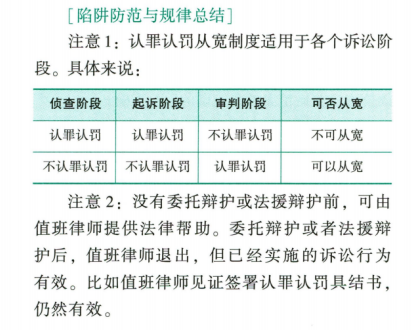 [陷阱防范与规律总结]
注意1：认罪认罚从宽制度适用于各个诉讼阶
段。具体来说：
侦查阶段 起诉阶段 审判阶段 可否从宽
认罪认罚 认罪认罚 不认罪认罚 不可从宽
不认罪认罚 不认罪认罚 认罪认罚 可以从宽
注意2：没有委托辩护或法援辩护前，可由
值班律师提供法律帮助。委托辩护或者法援辩
护后，值班律师退出，但已经实施的诉讼行为
有效。比如值班律师见证签署认罪认罚具结书，
仍然有效。